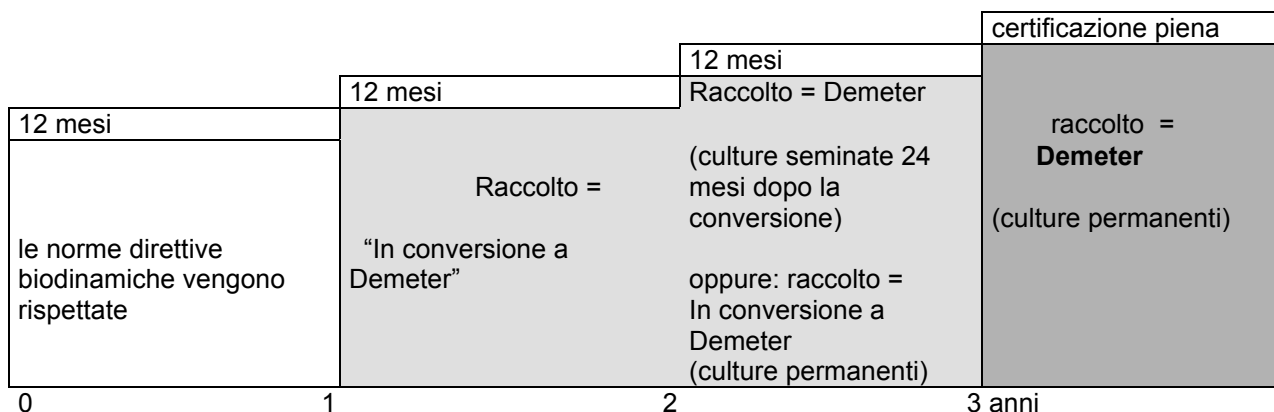 12 mesi
le norme direttive
biodinamiche vengono
rispettate
12 mesi
Raccolto =
“In conversione a
Demeter”
12 mesi
Raccolto = Demeter
(culture seminate 24
mesi dopo la
conversione)
oppure: raccolto =
In conversione a
Demeter
(culture permanenti)
certificazione piena
raccolto =
Demeter
(culture permanenti)
0 1 2 3 anni